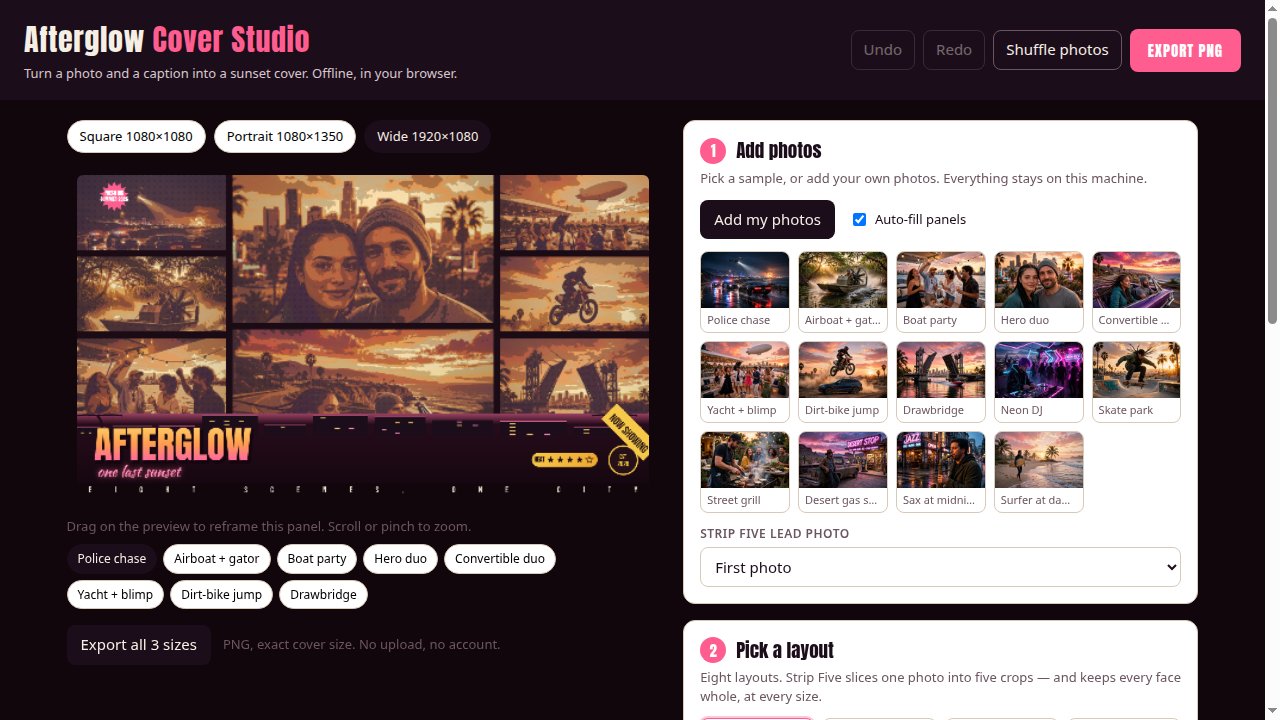 Afterglow Cover Studio
Turn a photo and a caption into a sunset cover. Offline, in your browser.
Undo
Redo
Shuffle photos
EXPORT PNG
Square 1080×1080
Portrait 1080×1350
Wide 1920×1080
AFTERGLOW
one last sunset
NOW SHOWING
EIGHT SCENES. ONE CITY
Drag on the preview to reframe this panel. Scroll or pinch to zoom.
Police chase
Airboat + gator
Boat party
Hero duo
Convertible duo
Yacht + blimp
Dirt-bike jump
Drawbridge
Export all 3 sizes
PNG, exact cover size. No upload, no account.
1
Add photos
Pick a sample, or add your own photos. Everything stays on this machine.
Add my photos
Auto-fill panels
Police chase
Airboat + gat...
Boat party
Hero duo
Convertible ...
Yacht + blimp
Dirt-bike jump
Drawbridge
Neon DJ
Skate park
Street grill
Desert gas s...
Sax at midni...
Surfer at da...
STRIP FIVE LEAD PHOTO
First photo
2
Pick a layout
Eight layouts. Strip Five slices one photo into five crops — and keeps every face
whole, at every size.